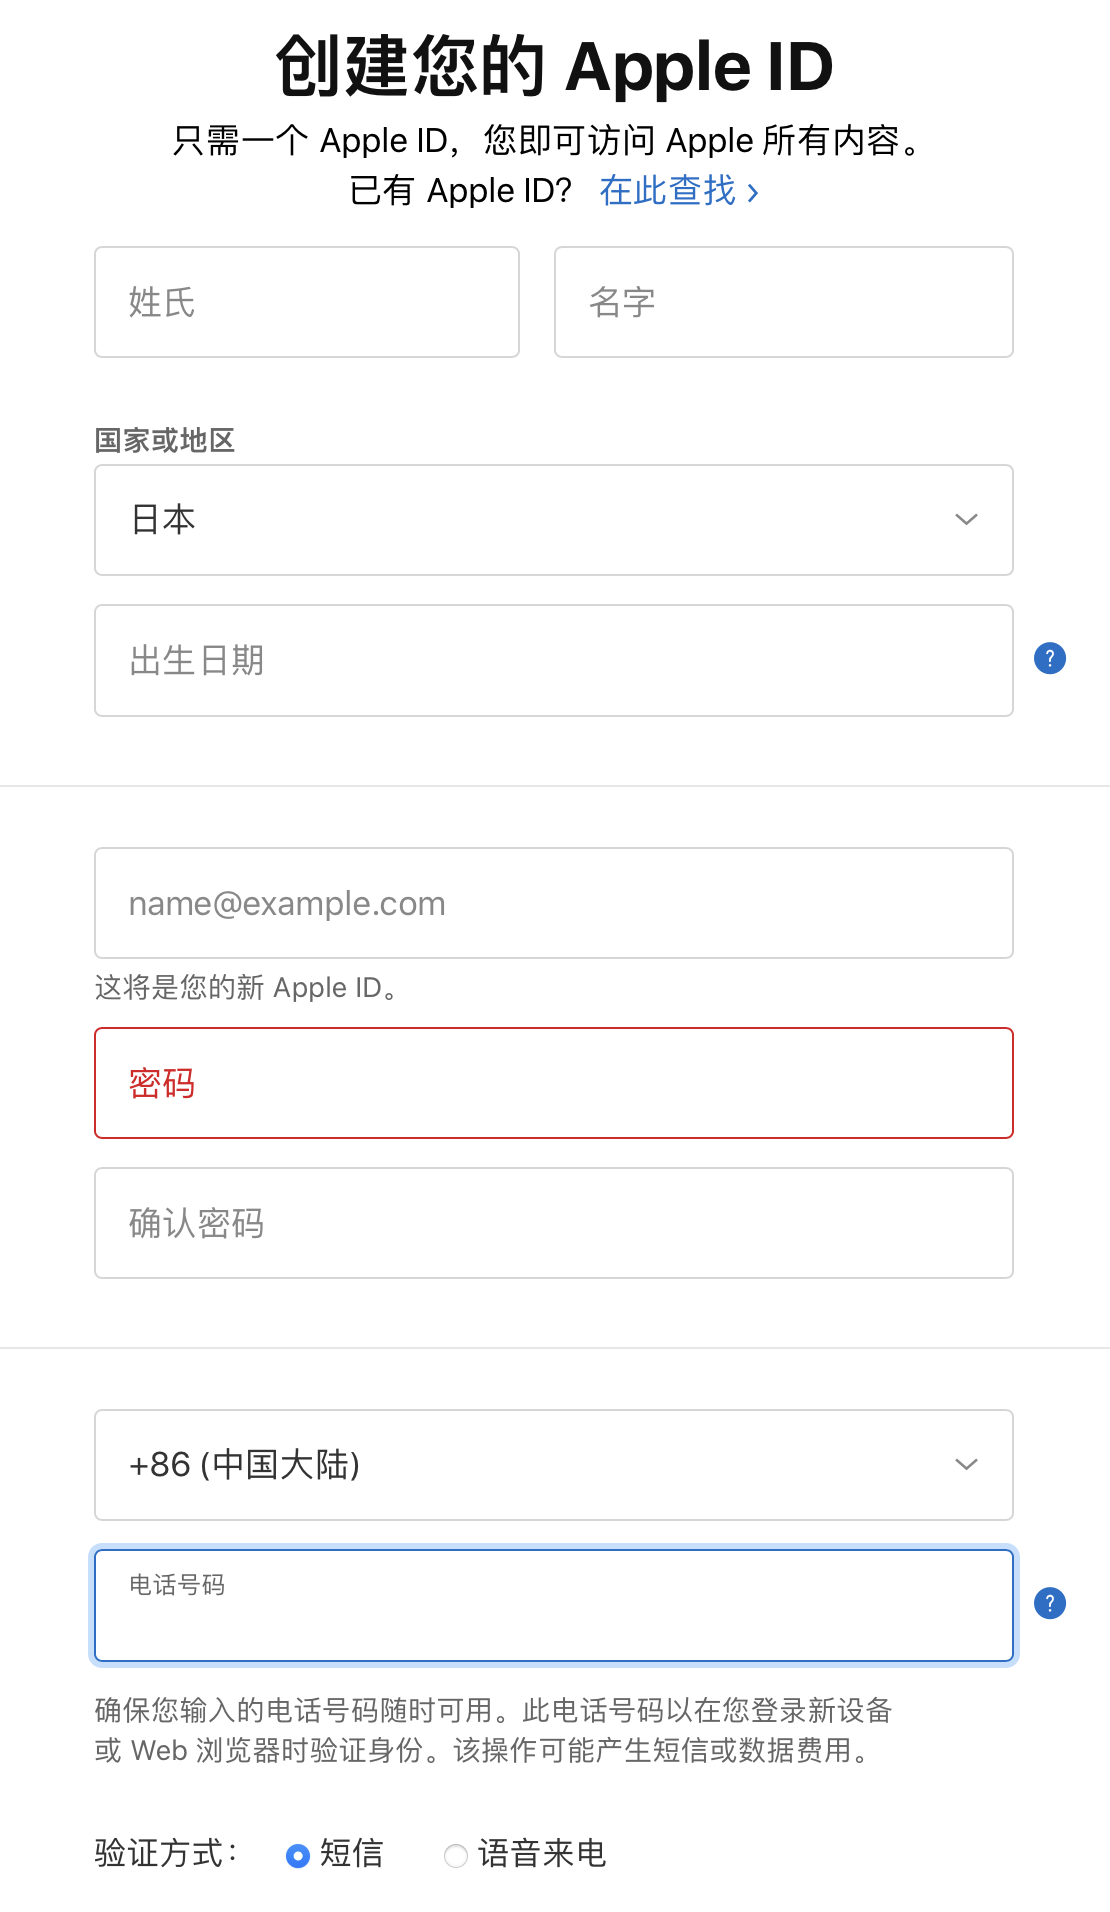 创建您的 Apple ID
只需一个 Apple ID，您即可访问 Apple 所有内容。
已有 Apple ID? 在此查找 ›
姓氏 名字
国家或地区
日本
出生日期
?
name@example.com
这将是您的新 Apple ID。
密码
确认密码
+86 (中国大陆)
电话号码
?
确保您输入的电话号码随时可用。此电话号码以在您登录新设备
或 Web 浏览器时验证身份。该操作可能产生短信或数据费用。
验证方式： 短信 语音来电